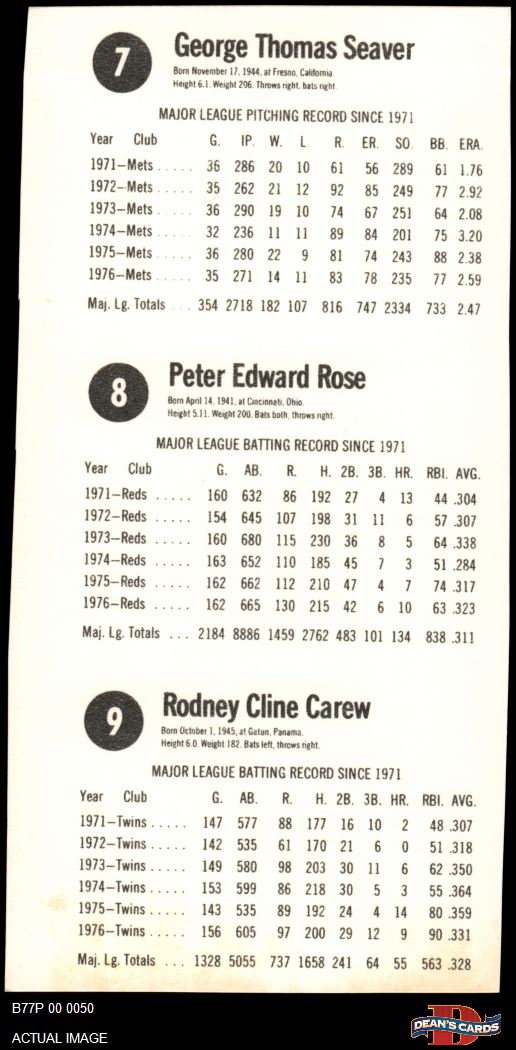 7
George Thomas Seaver
Born November 17, 1944, at Fresno, California.
Height 6.1. Weight 206. Throws right, bats right.
MAJOR LEAGUE PITCHING RECORD SINCE 1971
Year Club G. IP. W. L. R. ER. SO. BB. ERA.
1971—Mets ..... 36 286 20 10 61 56 289 61 1.76
1972—Mets ..... 35 262 21 12 92 85 249 77 2.92
1973—Mets ..... 36 290 19 10 74 67 251 64 2.08
1974—Mets ..... 32 236 11 11 89 84 201 75 3.20
1975—Mets ..... 36 280 22 9 81 74 243 88 2.38
1976—Mets ..... 35 271 14 11 83 78 235 77 2.59
Maj. Lg. Totals ... 354 2718 182 107 816 747 2334 733 2.47
8
Peter Edward Rose
Born April 14, 1941, at Cincinnati, Ohio.
Height 5.11. Weight 200. Bats both, throws right.
MAJOR LEAGUE BATTING RECORD SINCE 1971
Year Club G. AB. R. H. 2B. 3B. HR. RBI. AVG.
1971—Reds ..... 160 632 86 192 27 4 13 44 .304
1972—Reds ..... 154 645 107 198 31 11 6 57 .307
1973—Reds ..... 160 680 115 230 36 8 5 64 .338
1974—Reds ..... 163 652 110 185 45 7 3 51 .284
1975—Reds ..... 162 662 112 210 47 4 7 74 .317
1976—Reds ..... 162 665 130 215 42 6 10 63 .323
Maj. Lg. Totals ... 2184 8886 1459 2762 483 101 134 838 .311
9
Rodney Cline Carew
Born October 1, 1945, at Gatun, Panama.
Height 6.0. Weight 182. Bats left, throws right.
MAJOR LEAGUE BATTING RECORD SINCE 1971
Year Club G. AB. R. H. 2B. 3B. HR. RBI. AVG.
1971—Twins ..... 147 577 88 177 16 10 2 48 .307
1972—Twins ..... 142 535 61 170 21 6 0 51 .318
1973—Twins ..... 149 580 98 203 30 11 6 62 .350
1974—Twins ..... 153 599 86 218 30 5 3 55 .364
1975—Twins ..... 143 535 89 192 24 4 14 80 .359
1976—Twins ..... 156 605 97 200 29 12 9 90 .331
Maj. Lg. Totals ... 1328 5055 737 1658 241 64 55 563 .328
B77P 00 0050
ACTUAL IMAGE
D
DEAN'S CARDS